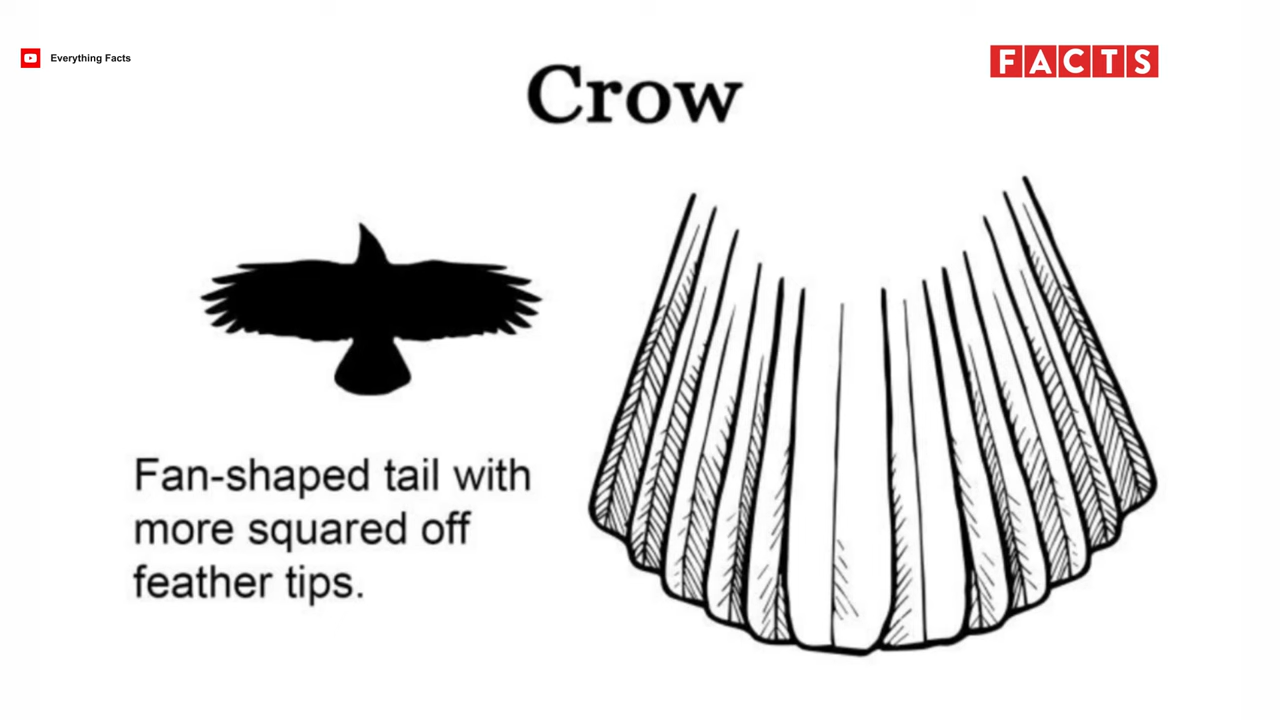 Everything Facts
FACTS
Crow
Fan-shaped tail with
more squared off
feather tips.